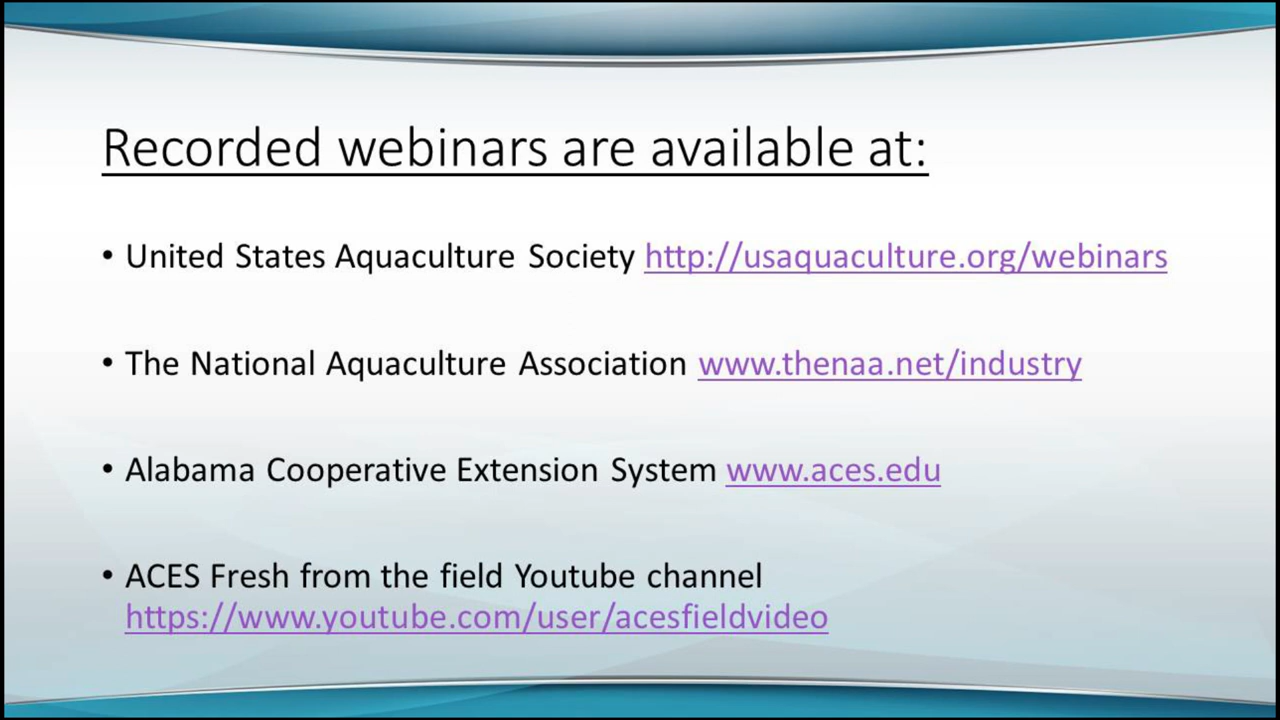 Recorded webinars are available at:
• United States Aquaculture Society http://usaquaculture.org/webinars
• The National Aquaculture Association www.thenaa.net/industry
• Alabama Cooperative Extension System www.aces.edu
• ACES Fresh from the field Youtube channel
https://www.youtube.com/user/acesfieldvideo